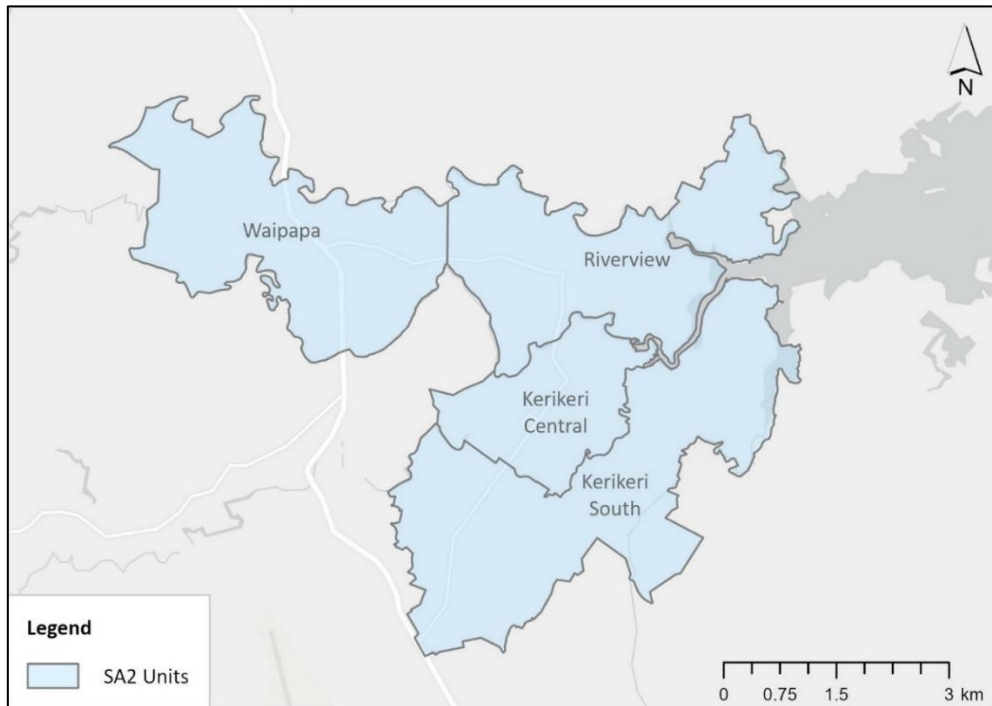 N
Waipapa
Riverview
Kerikeri
Central
Kerikeri
South
Legend
SA2 Units
0 0.75 1.5 3 km